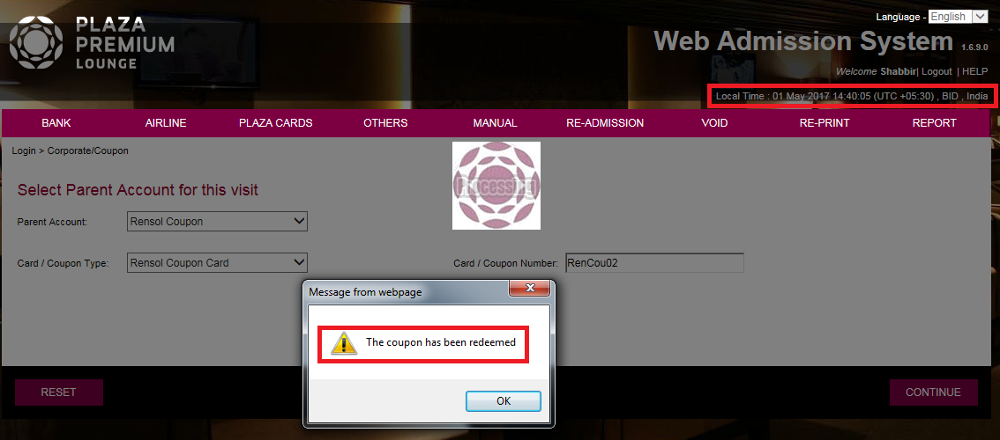 PLAZA
PREMIUM
LOUNGE
Language - English
Web Admission System 1.6.9.0
Welcome Shabbir| Logout | HELP
Local Time : 01 May 2017 14:40:05 (UTC +05:30) , BID , India
BANK AIRLINE PLAZA CARDS OTHERS MANUAL RE-ADMISSION VOID RE-PRINT REPORT
Login > Corporate/Coupon
Processing
Select Parent Account for this visit
Parent Account: Rensol Coupon
Card / Coupon Type: Rensol Coupon Card Card / Coupon Number: RenCou02
Message from webpage
The coupon has been redeemed
OK
RESET CONTINUE